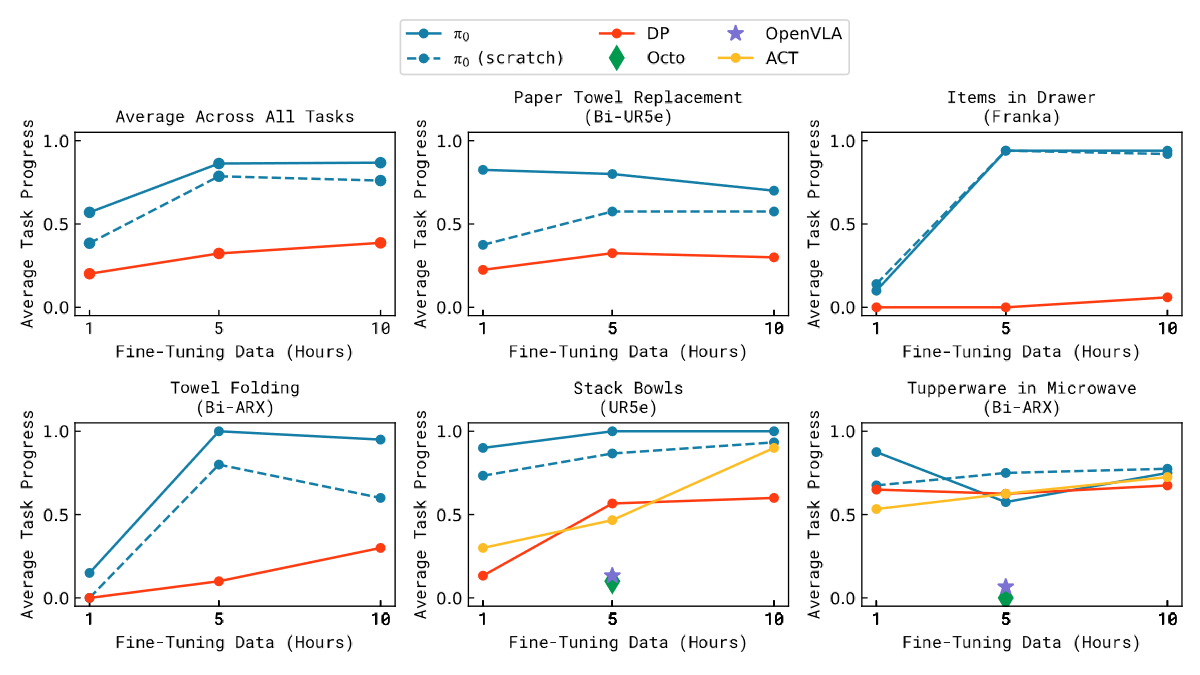 π₀
π₀ (scratch)
DP
Octo
OpenVLA
ACT
Average Across All Tasks
Average Task Progress
1.0
0.5
0.0
1 5 10
Fine-Tuning Data (Hours)
Paper Towel Replacement
(Bi-UR5e)
Average Task Progress
1.0
0.5
0.0
1 5 10
Fine-Tuning Data (Hours)
Items in Drawer
(Franka)
Average Task Progress
1.0
0.5
0.0
1 5 10
Fine-Tuning Data (Hours)
Towel Folding
(Bi-ARX)
Average Task Progress
1.0
0.5
0.0
1 5 10
Fine-Tuning Data (Hours)
Stack Bowls
(UR5e)
Average Task Progress
1.0
0.5
0.0
1 5 10
Fine-Tuning Data (Hours)
Tupperware in Microwave
(Bi-ARX)
Average Task Progress
1.0
0.5
0.0
1 5 10
Fine-Tuning Data (Hours)